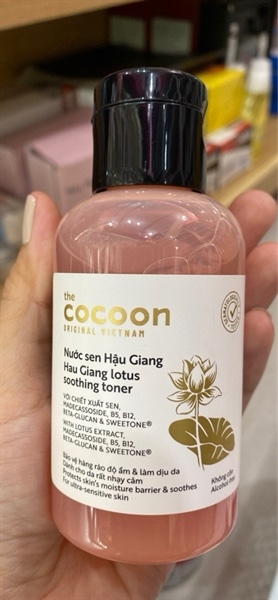 the
cocoon
ORIGINAL VIETNAM
Nước sen Hậu Giang
Hau Giang lotus
soothing toner
VỚI CHIẾT XUẤT SEN,
MADECASSOSIDE, B5, B12,
BETA-GLUCAN & SWEETONE®
WITH LOTUS EXTRACT,
MADECASSOSIDE, B5, B12,
BETA-GLUCAN & SWEETONE®
Bảo vệ hàng rào độ ẩm & làm dịu da
Dành cho da rất nhạy cảm
Protects skin's moisture barrier & soothes
For ultra-sensitive skin
Không cồn
Alcohol free